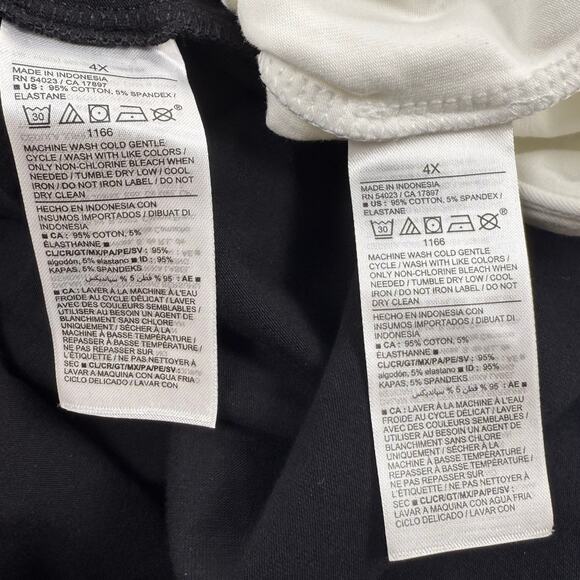 4X
MADE IN INDONESIA
RN 54023 / CA 17897
■ US : 95% COTTON, 5% SPANDEX /
ELASTANE
30
1166
MACHINE WASH COLD GENTLE
CYCLE / WASH WITH LIKE COLORS /
ONLY NON-CHLORINE BLEACH WHEN
NEEDED / TUMBLE DRY LOW / COOL
IRON / DO NOT IRON LABEL / DO NOT
DRY CLEAN
HECHO EN INDONESIA CON
INSUMOS IMPORTADOS / DIBUAT DI
INDONESIA
■ CA : 95% COTON, 5%
ÉLASTHANNE ■
CL/CR/GT/MX/PA/PE/SV : 95%
algodón, 5% elastano ■ ID : 95%
KAPAS, 5% SPANDEKS
■ AE : 95 % قطن 5 % سبانديكس
■ CA : LAVER À LA MACHINE À L'EAU
FROIDE AU CYCLE DÉLICAT / LAVER
AVEC DES COULEURS SEMBLABLES /
UTILISER AU BESOIN UN AGENT DE
BLANCHIMENT SANS CHLORE
UNIQUEMENT / SÉCHER À LA
MACHINE À BASSE TEMPÉRATURE /
REPASSER À BASSE TEMPÉRATURE /
NE PAS REPASSER
L'ÉTIQUETTE / NE PAS NETTOYER À
SEC ■ CL/CR/GT/MX/PA/PE/SV :
LAVAR A MAQUINA CON AGUA FRIA
CICLO DELICADO / LAVAR CON
4X
MADE IN INDONESIA
RN 54023 / CA 17897
■ US : 95% COTTON, 5% SPANDEX /
ELASTANE
30
1166
MACHINE WASH COLD GENTLE
CYCLE / WASH WITH LIKE COLORS /
ONLY NON-CHLORINE BLEACH WHEN
NEEDED / TUMBLE DRY LOW / COOL
IRON / DO NOT IRON LABEL / DO NOT
DRY CLEAN
HECHO EN INDONESIA CON
INSUMOS IMPORTADOS / DIBUAT DI
INDONESIA
■ CA : 95% COTON, 5%
ÉLASTHANNE ■
CL/CR/GT/MX/PA/PE/SV : 95%
algodón, 5% elastano ■ ID : 95%
KAPAS, 5% SPANDEKS
■ AE : 95 % قطن 5 % سبانديكس
■ CA : LAVER À LA MACHINE À L'EAU
FROIDE AU CYCLE DÉLICAT / LAVER
AVEC DES COULEURS SEMBLABLES /
UTILISER AU BESOIN UN AGENT DE
BLANCHIMENT SANS CHLORE
UNIQUEMENT / SÉCHER À LA
MACHINE À BASSE TEMPÉRATURE /
REPASSER À BASSE TEMPÉRATURE /
NE PAS REPASSER
L'ÉTIQUETTE / NE PAS NETTOYER À
SEC ■ CL/CR/GT/MX/PA/PE/SV :
LAVAR A MAQUINA CON AGUA FRIA
CICLO DELICADO / LAVAR CON